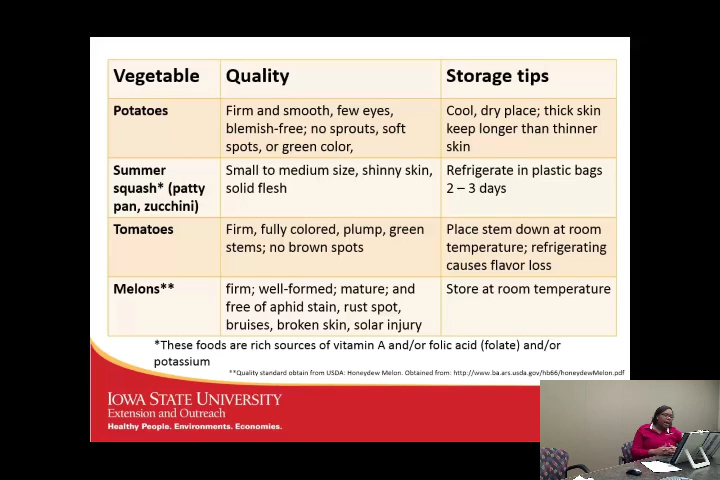 Vegetable Quality Storage tips
Potatoes Firm and smooth, few eyes, Cool, dry place; thick skin
blemish-free; no sprouts, soft keep longer than thinner
spots, or green color, skin
Summer Small to medium size, shinny skin, Refrigerate in plastic bags
squash* (patty solid flesh 2 – 3 days
pan, zucchini)
Tomatoes Firm, fully colored, plump, green Place stem down at room
stems; no brown spots temperature; refrigerating
causes flavor loss
Melons** firm; well-formed; mature; and Store at room temperature
free of aphid stain, rust spot,
bruises, broken skin, solar injury
*These foods are rich sources of vitamin A and/or folic acid (folate) and/or
potassium
**Quality standard obtain from USDA: Honeydew Melon. Obtained from: http://www.ba.ars.usda.gov/hb66/honeydewMelon.pdf
IOWA STATE UNIVERSITY
Extension and Outreach
Healthy People. Environments. Economies.